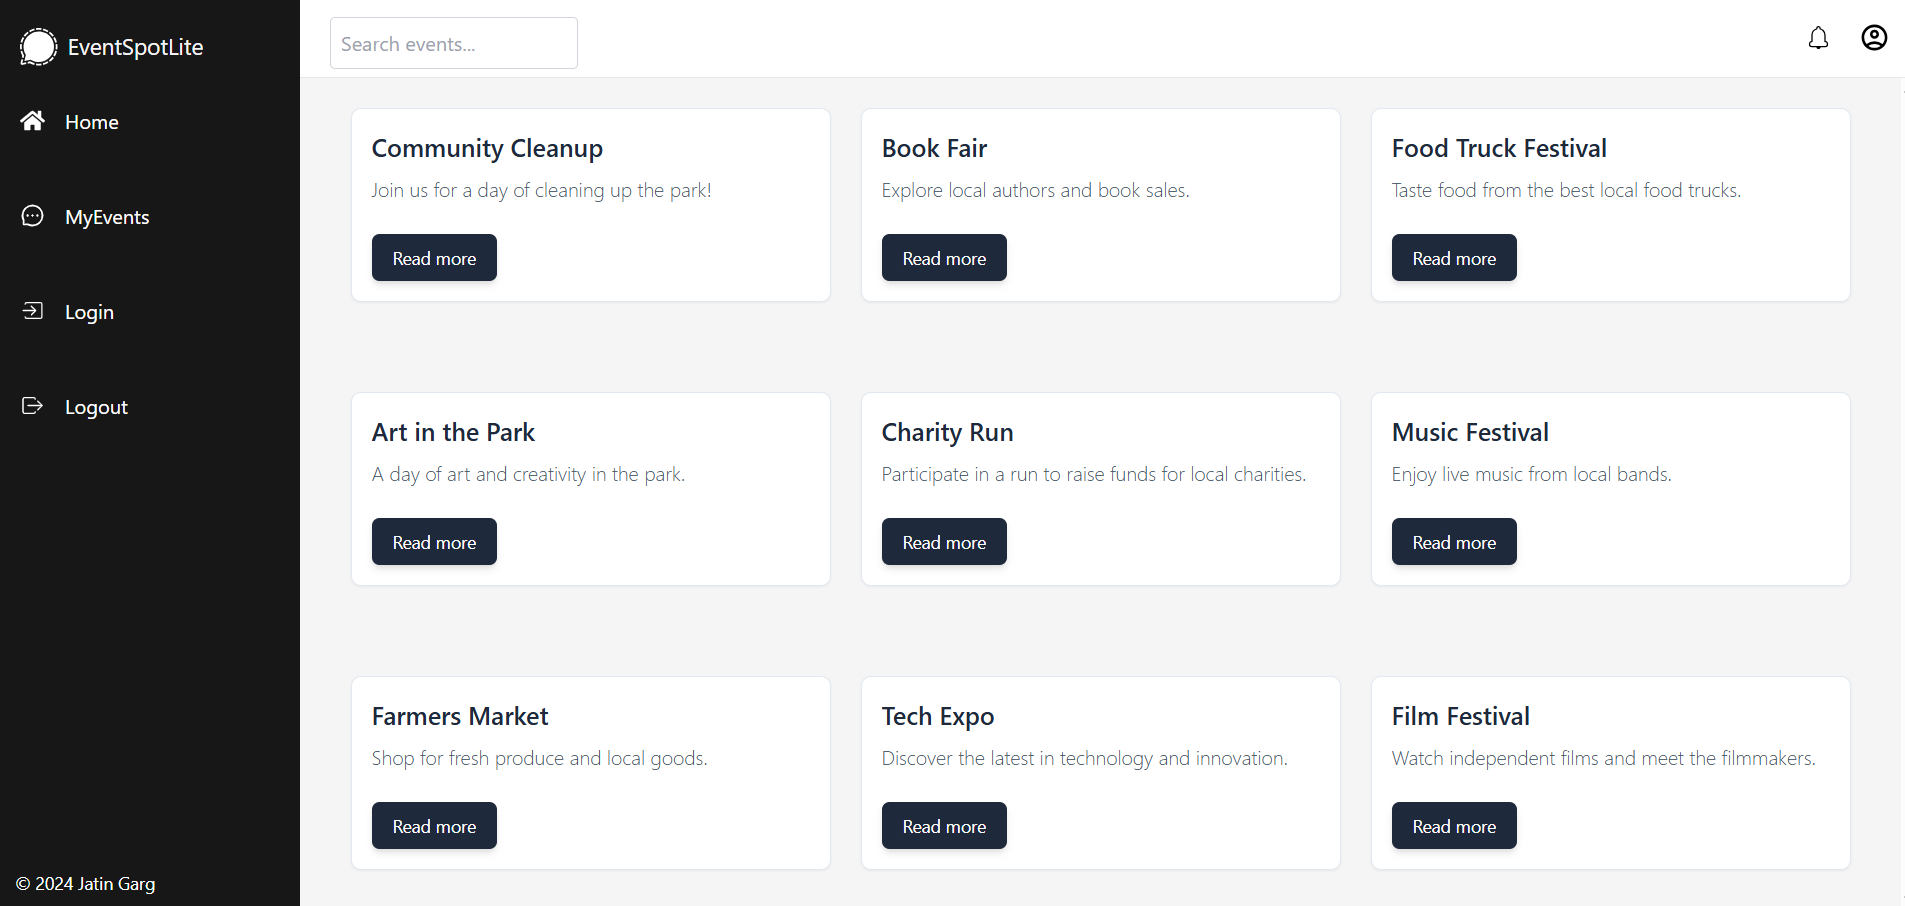 EventSpotLite
Home
MyEvents
Login
Logout
© 2024 Jatin Garg
Search events...
Community Cleanup
Join us for a day of cleaning up the park!
Read more
Book Fair
Explore local authors and book sales.
Read more
Food Truck Festival
Taste food from the best local food trucks.
Read more
Art in the Park
A day of art and creativity in the park.
Read more
Charity Run
Participate in a run to raise funds for local charities.
Read more
Music Festival
Enjoy live music from local bands.
Read more
Farmers Market
Shop for fresh produce and local goods.
Read more
Tech Expo
Discover the latest in technology and innovation.
Read more
Film Festival
Watch independent films and meet the filmmakers.
Read more